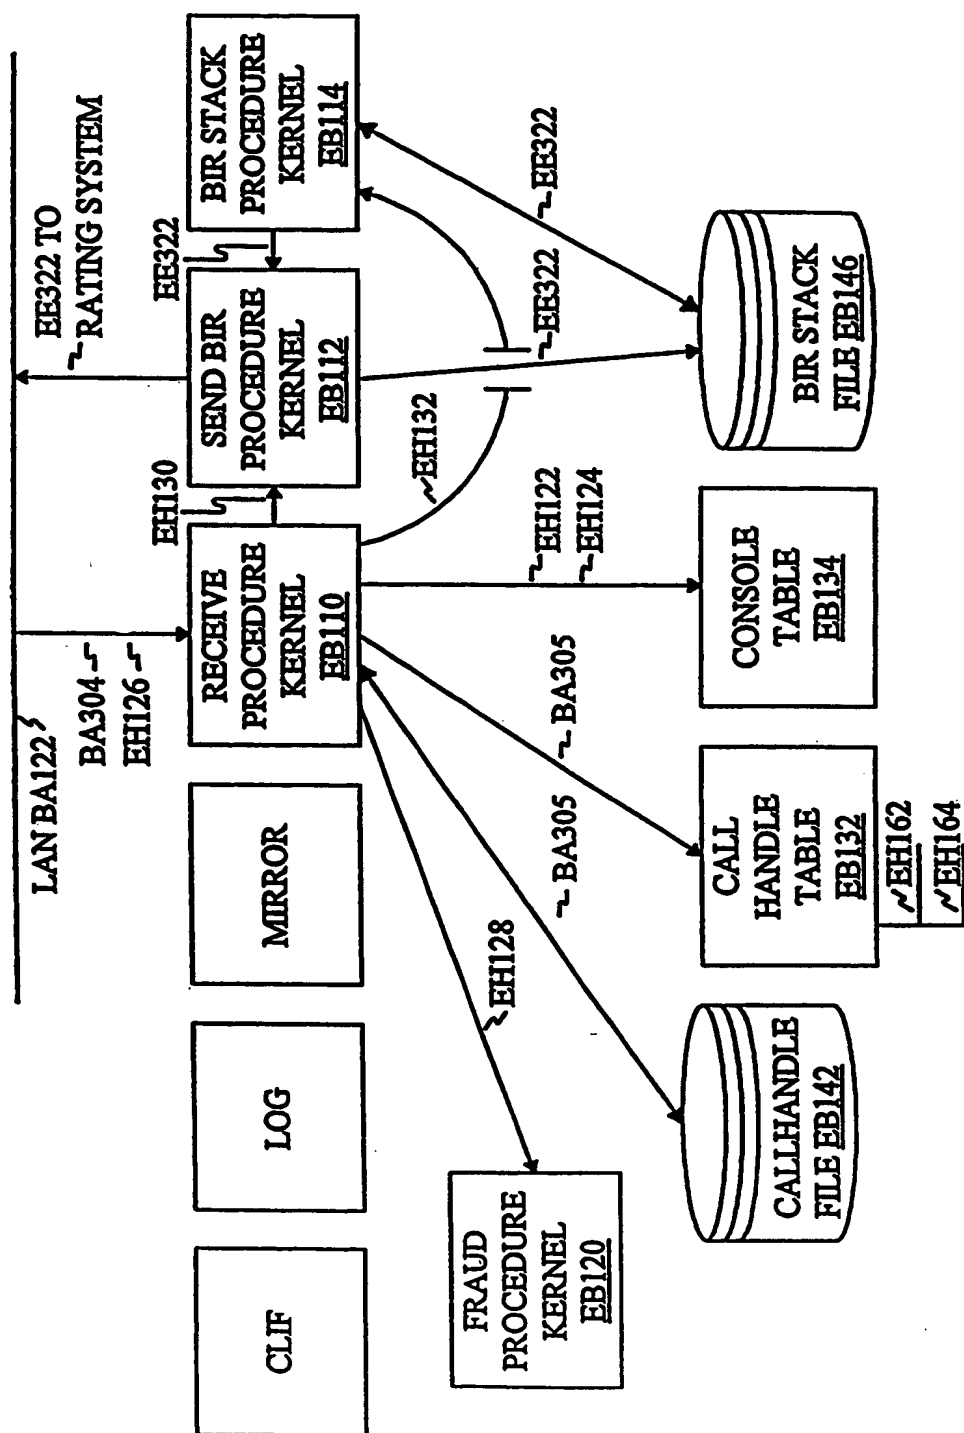 LAN BA122
BA304
EH126
EE322 TO
RATING SYSTEM
CLIF
LOG
MIRROR
RECEIVE
PROCEDURE
KERNEL
EB110
EH130
SEND BIR
PROCEDURE
KERNEL
EB112
EE322
BIR STACK
PROCEDURE
KERNEL
EB114
FRAUD
PROCEDURE
KERNEL
EB120
EH128
BA305
BA305
EH122
EH124
EH132
EE322
EE322
CALLHANDLE
FILE EB142
CALL
HANDLE
TABLE
EB132
EH162
EH164
CONSOLE
TABLE
EB134
BIR STACK
FILE EB146